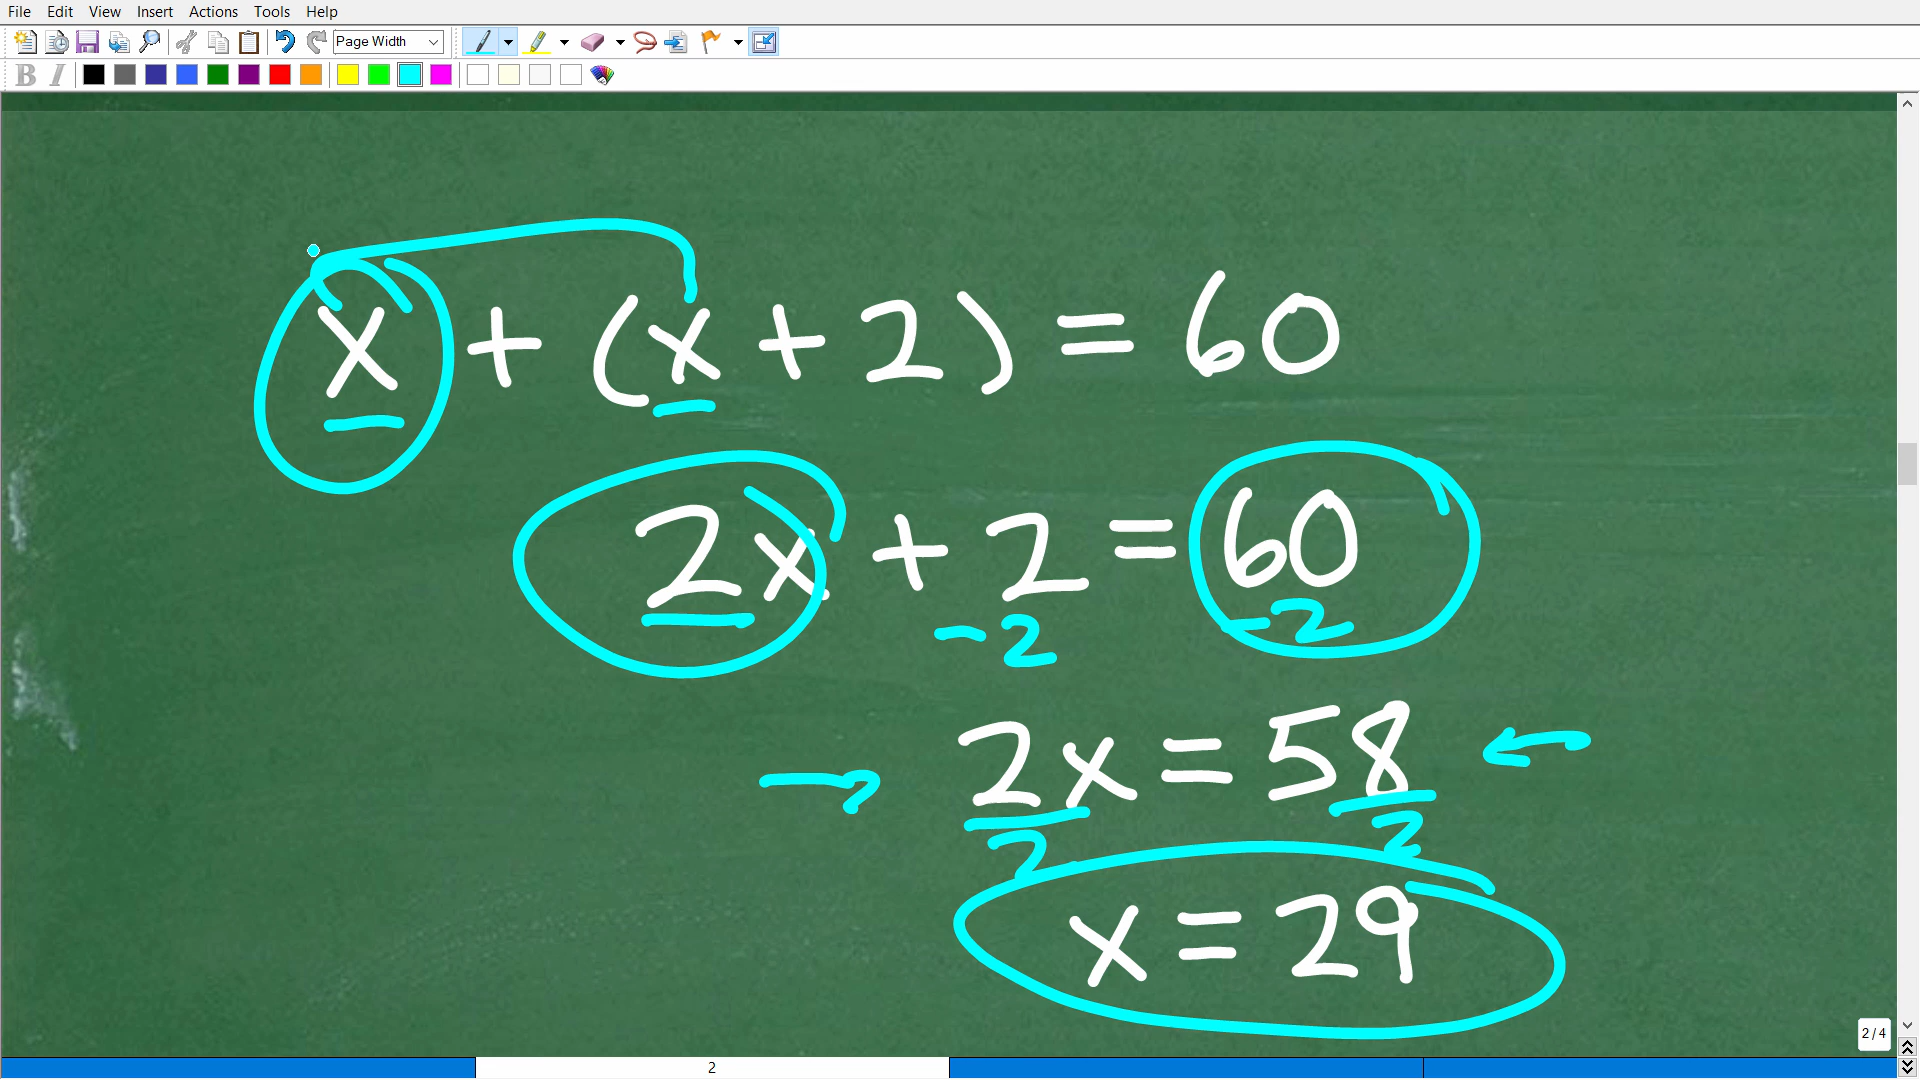 File Edit View Insert Actions Tools Help
Page Width
B I
x + (x + 2) = 60
2x + 2 = 60
-2 -2
2x = 58
2 2
x = 29
2 / 4
2